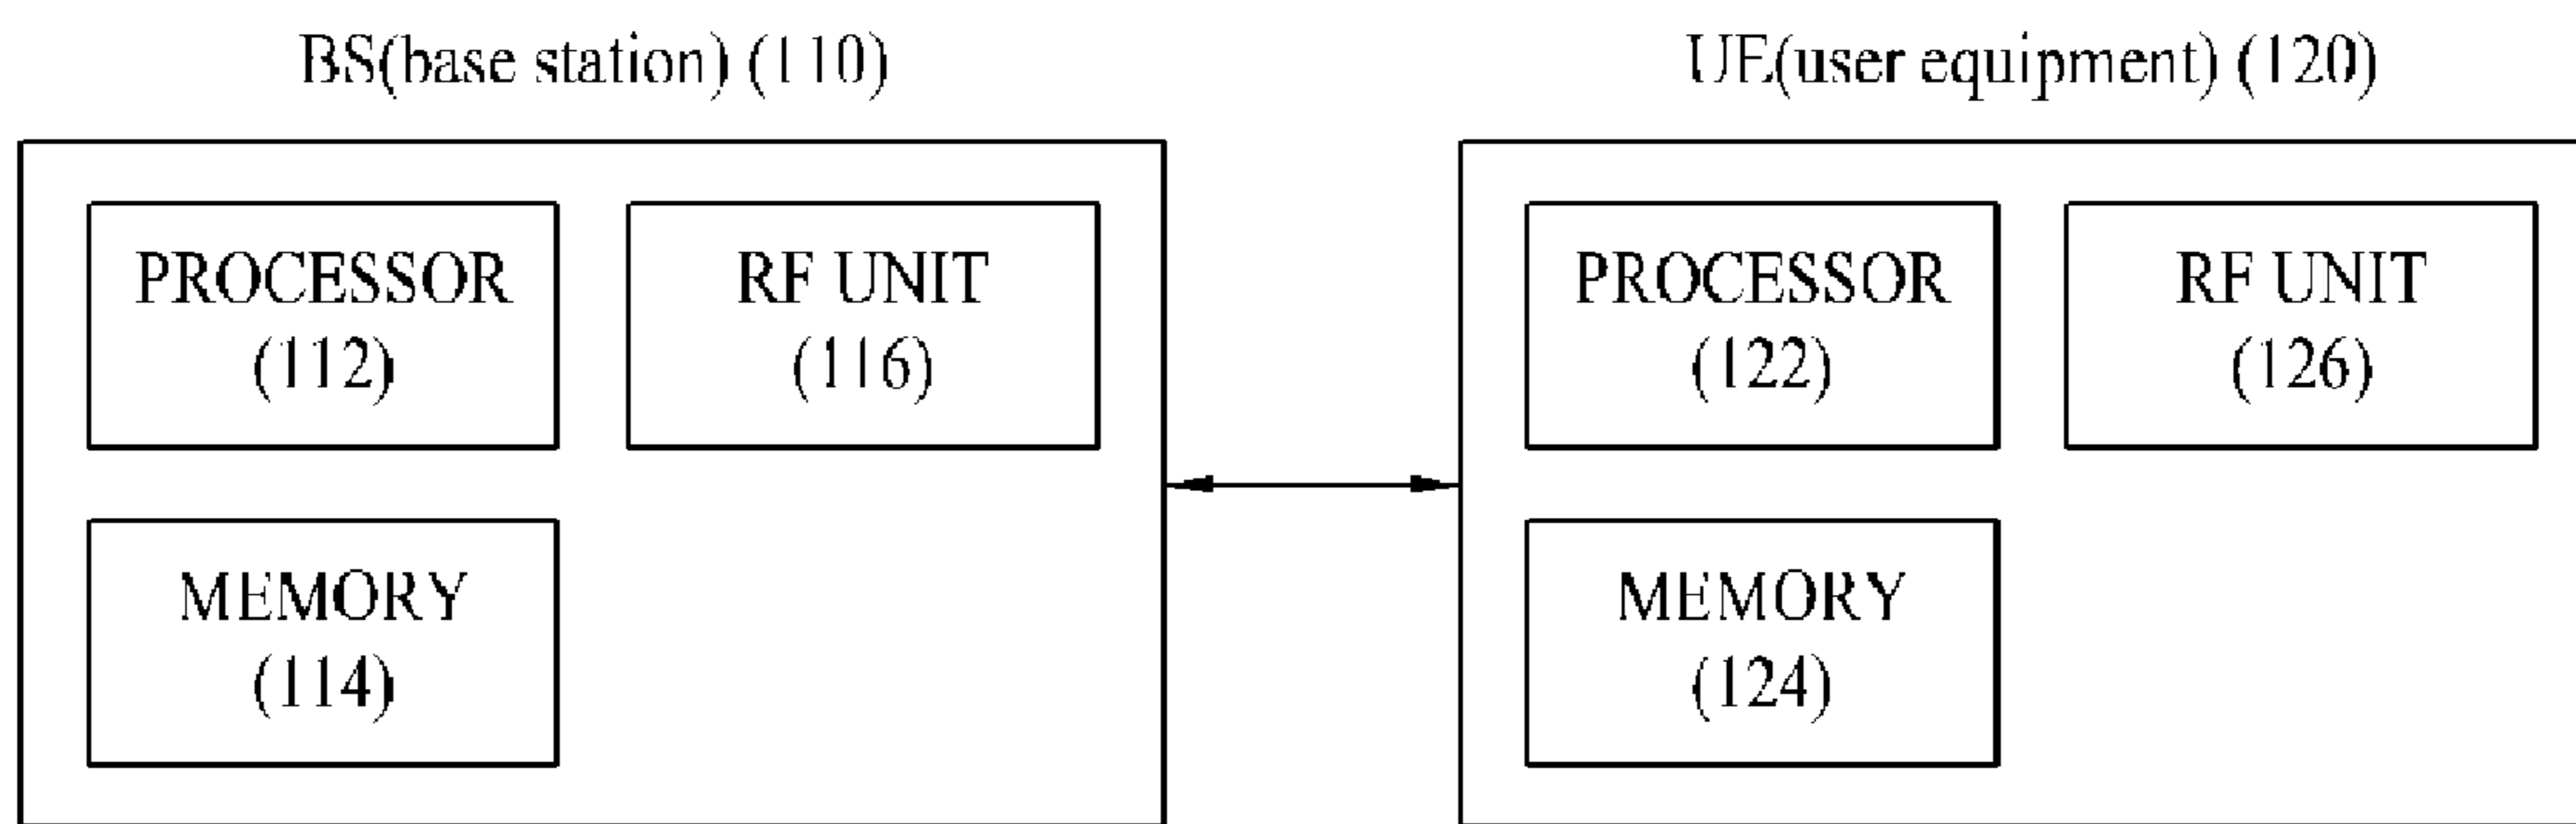 BS(base station) (110)
UE(user equipment) (120)
PROCESSOR
(112)
RF UNIT
(116)
PROCESSOR
(122)
RF UNIT
(126)
MEMORY
(114)
MEMORY
(124)